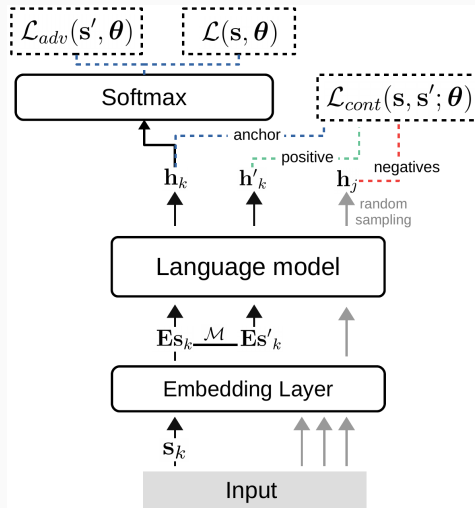 ℒ_adv(s′, θ) ℒ(s, θ)
Softmax
ℒ_cont(s, s′; θ)
anchor
positive
negatives
h_k h′_k h_j
random
sampling
Language model
Es_k ℳ Es′_k
Embedding Layer
s_k
Input